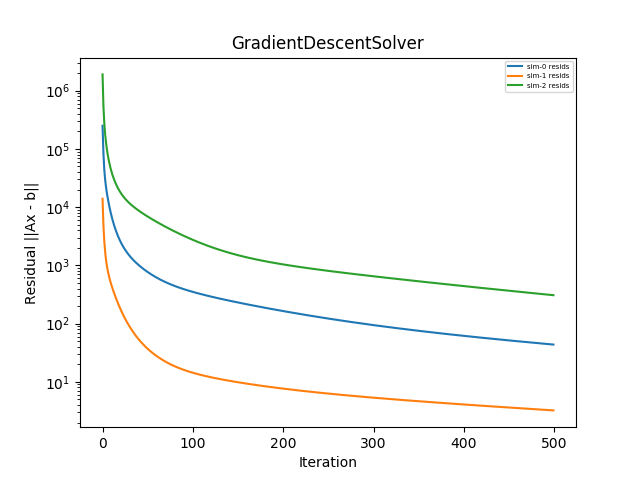 GradientDescentSolver
sim-0 resids
sim-1 resids
sim-2 resids
Residual ||Ax - b||
10^6
10^5
10^4
10^3
10^2
10^1
0 100 200 300 400 500
Iteration